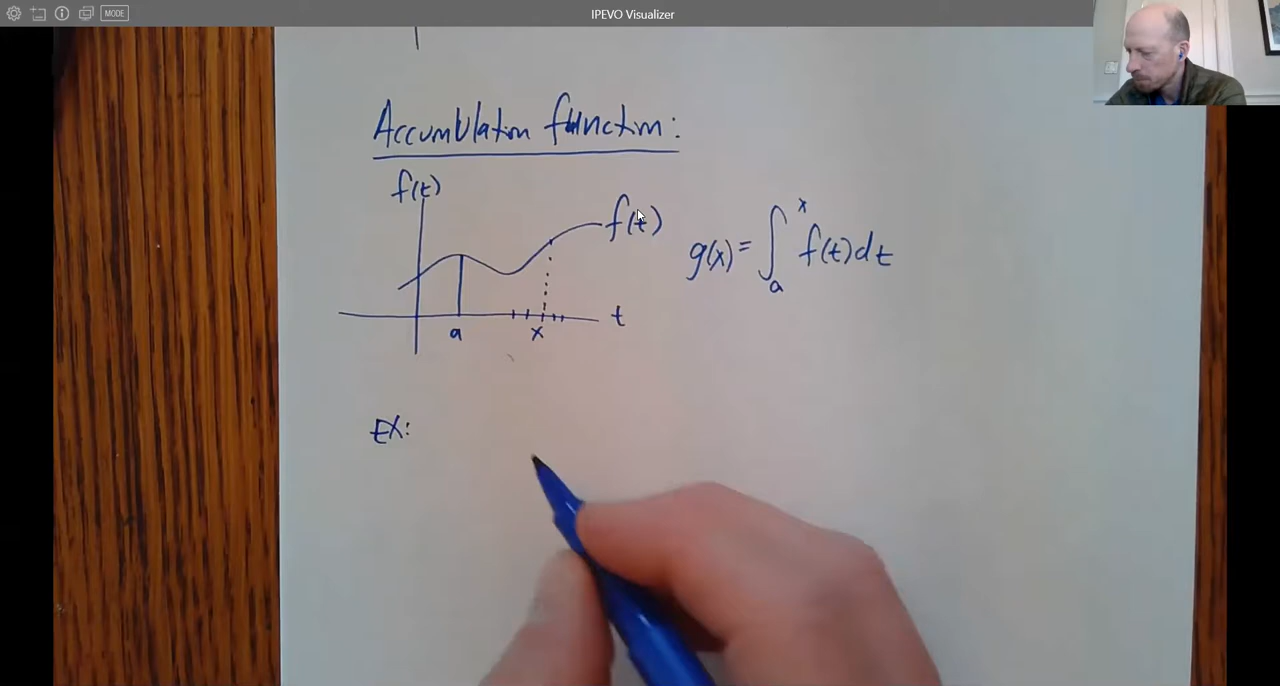 MODE
IPEVO Visualizer
Accumulation function:
f(t)
f(t)
g(x) = ∫ₐˣ f(t)dt
a
x
t
EX: